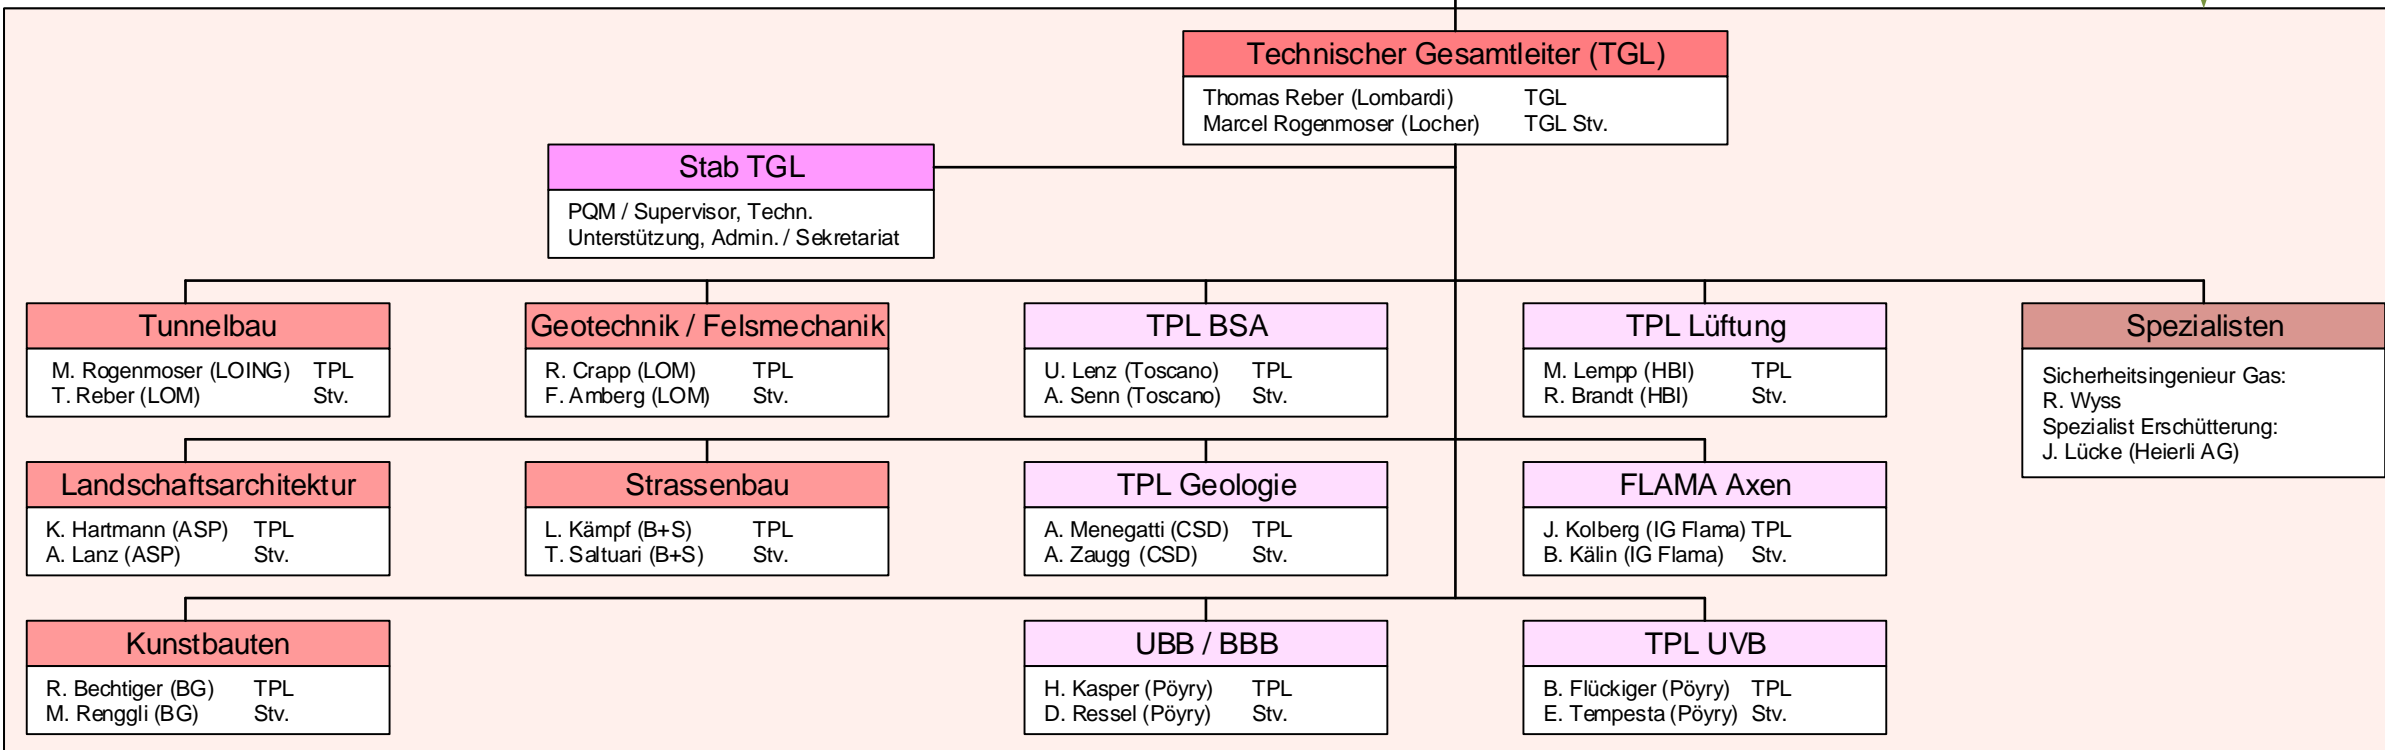 Technischer Gesamtleiter (TGL)
Thomas Reber (Lombardi) TGL
Marcel Rogenmoser (Locher) TGL Stv.
Stab TGL
PQM / Supervisor, Techn.
Unterstützung, Admin. / Sekretariat
Tunnelbau
M. Rogenmoser (LOING) TPL
T. Reber (LOM) Stv.
Geotechnik / Felsmechanik
R. Crapp (LOM) TPL
F. Amberg (LOM) Stv.
TPL BSA
U. Lenz (Toscano) TPL
A. Senn (Toscano) Stv.
TPL Lüftung
M. Lempp (HBI) TPL
R. Brandt (HBI) Stv.
Spezialisten
Sicherheitsingenieur Gas:
R. Wyss
Spezialist Erschütterung:
J. Lücke (Heierli AG)
Landschaftsarchitektur
K. Hartmann (ASP) TPL
A. Lanz (ASP) Stv.
Strassenbau
L. Kämpf (B+S) TPL
T. Saltuari (B+S) Stv.
TPL Geologie
A. Menegatti (CSD) TPL
A. Zaugg (CSD) Stv.
FLAMA Axen
J. Kolberg (IG Flama) TPL
B. Kälin (IG Flama) Stv.
Kunstbauten
R. Bechtiger (BG) TPL
M. Renggli (BG) Stv.
UBB / BBB
H. Kasper (Pöyry) TPL
D. Ressel (Pöyry) Stv.
TPL UVB
B. Flückiger (Pöyry) TPL
E. Tempesta (Pöyry) Stv.